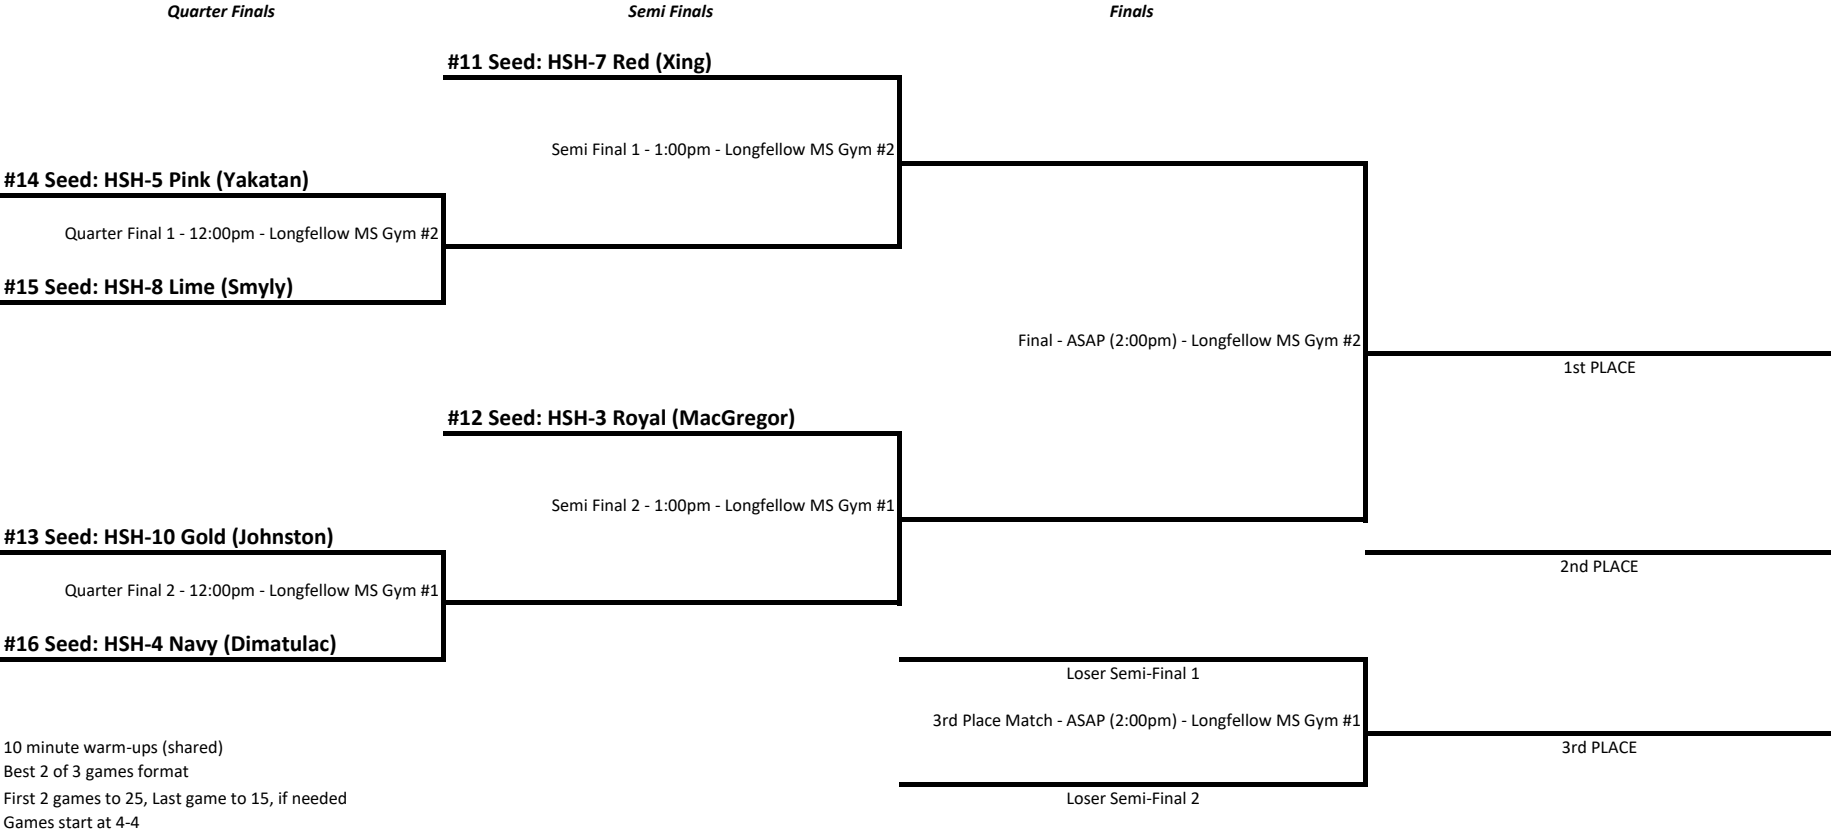 Quarter Finals
Semi Finals
Finals
#11 Seed: HSH-7 Red (Xing)
Semi Final 1 - 1:00pm - Longfellow MS Gym #2
#14 Seed: HSH-5 Pink (Yakatan)
Quarter Final 1 - 12:00pm - Longfellow MS Gym #2
#15 Seed: HSH-8 Lime (Smyly)
Final - ASAP (2:00pm) - Longfellow MS Gym #2
1st PLACE
#12 Seed: HSH-3 Royal (MacGregor)
Semi Final 2 - 1:00pm - Longfellow MS Gym #1
#13 Seed: HSH-10 Gold (Johnston)
2nd PLACE
Quarter Final 2 - 12:00pm - Longfellow MS Gym #1
#16 Seed: HSH-4 Navy (Dimatulac)
Loser Semi-Final 1
3rd Place Match - ASAP (2:00pm) - Longfellow MS Gym #1
3rd PLACE
Loser Semi-Final 2
10 minute warm-ups (shared)
Best 2 of 3 games format
First 2 games to 25, Last game to 15, if needed
Games start at 4-4